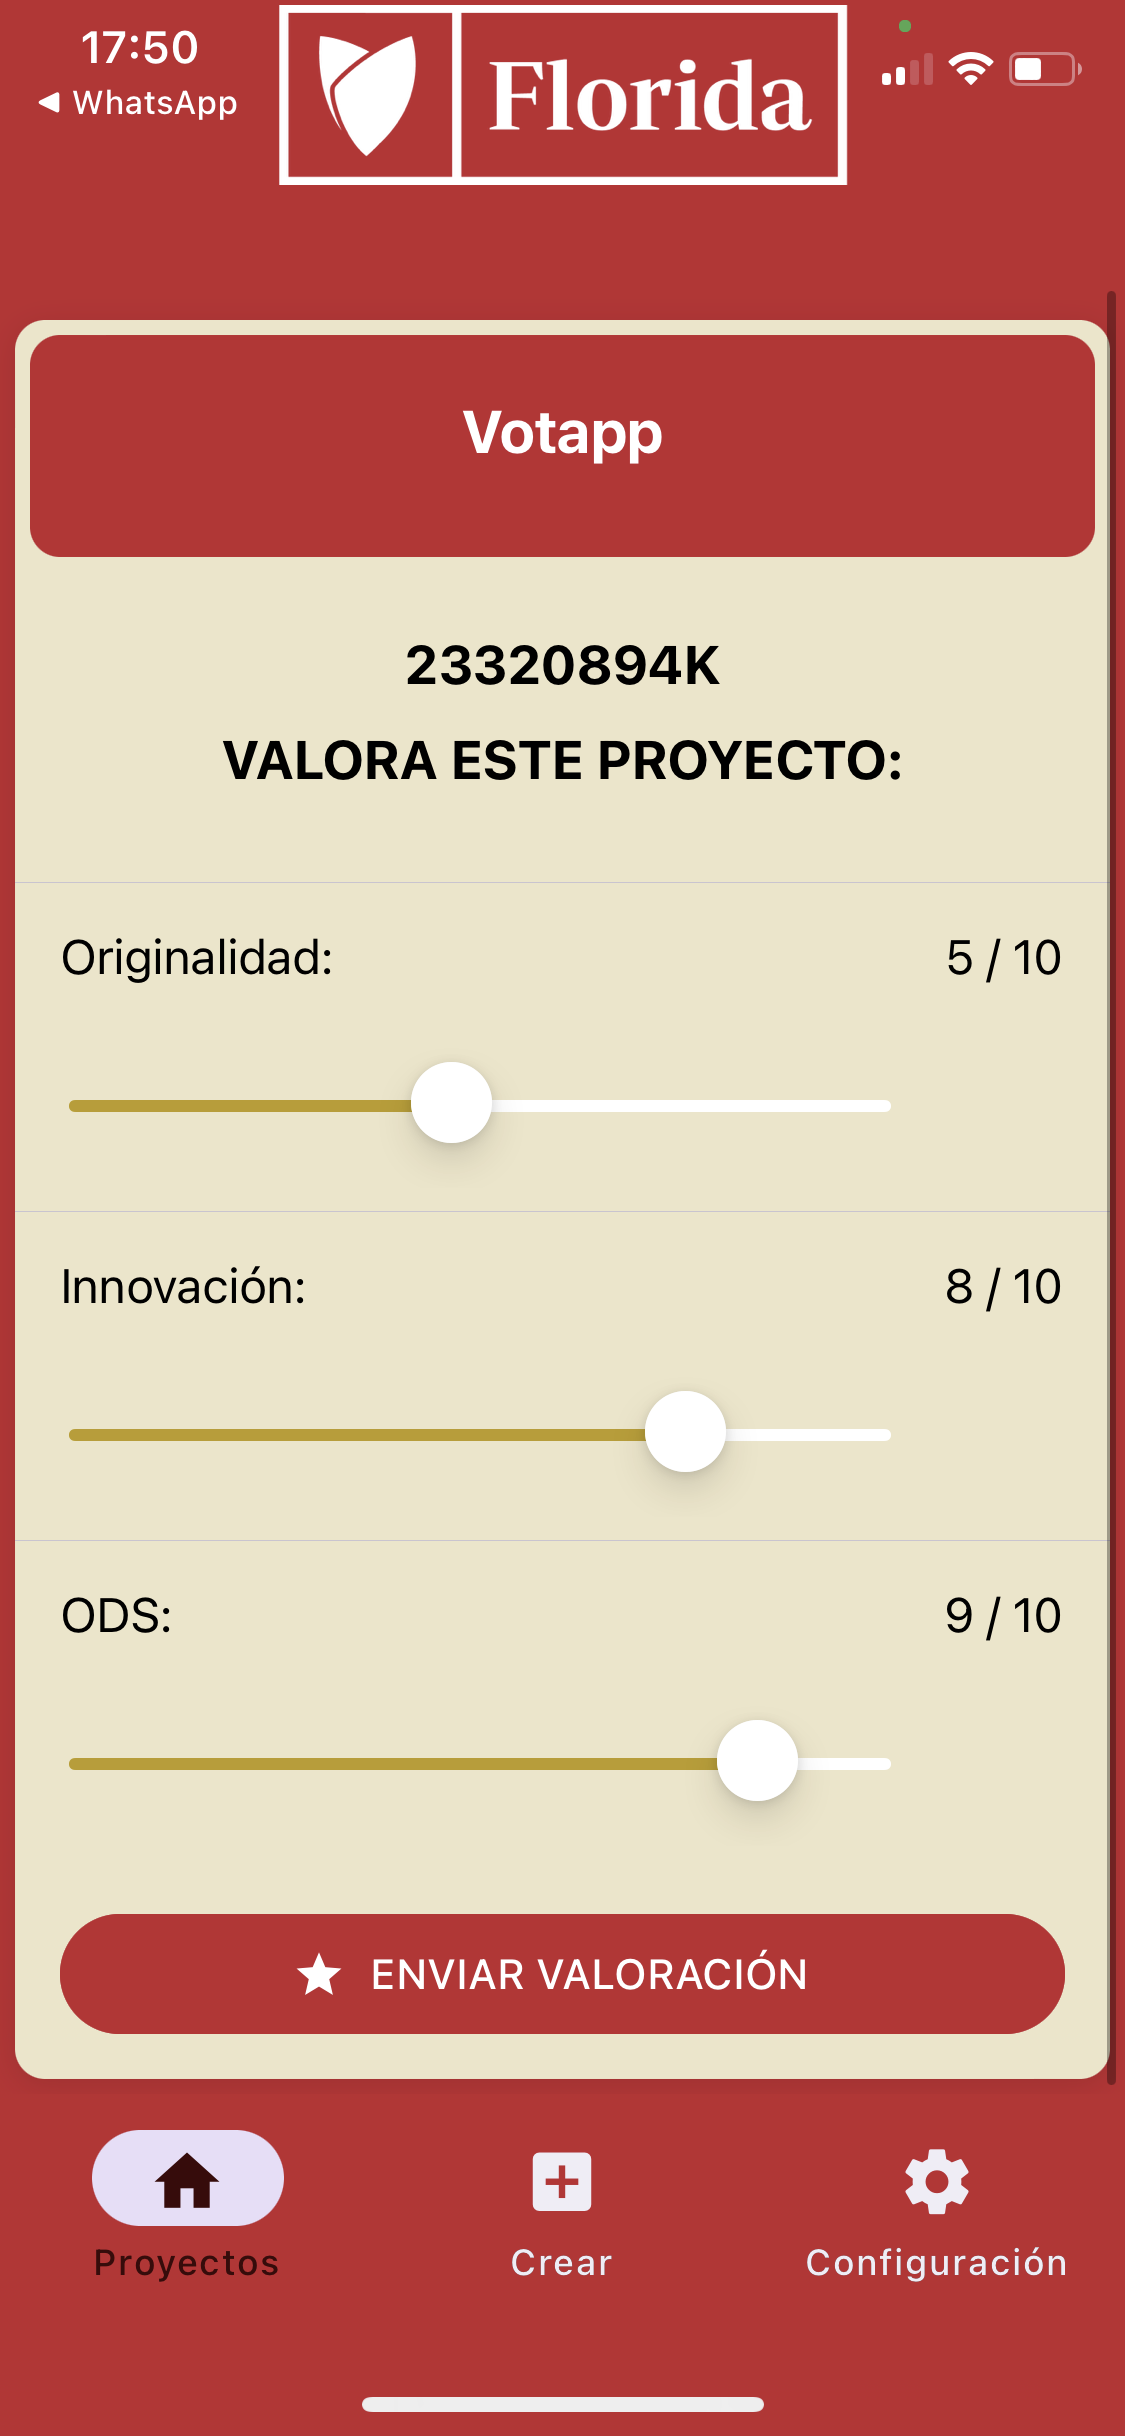 17:50
◀ WhatsApp
Florida
Votapp
23320894K
VALORA ESTE PROYECTO:
Originalidad: 5 / 10
Innovación: 8 / 10
ODS: 9 / 10
ENVIAR VALORACIÓN
Proyectos Crear Configuración